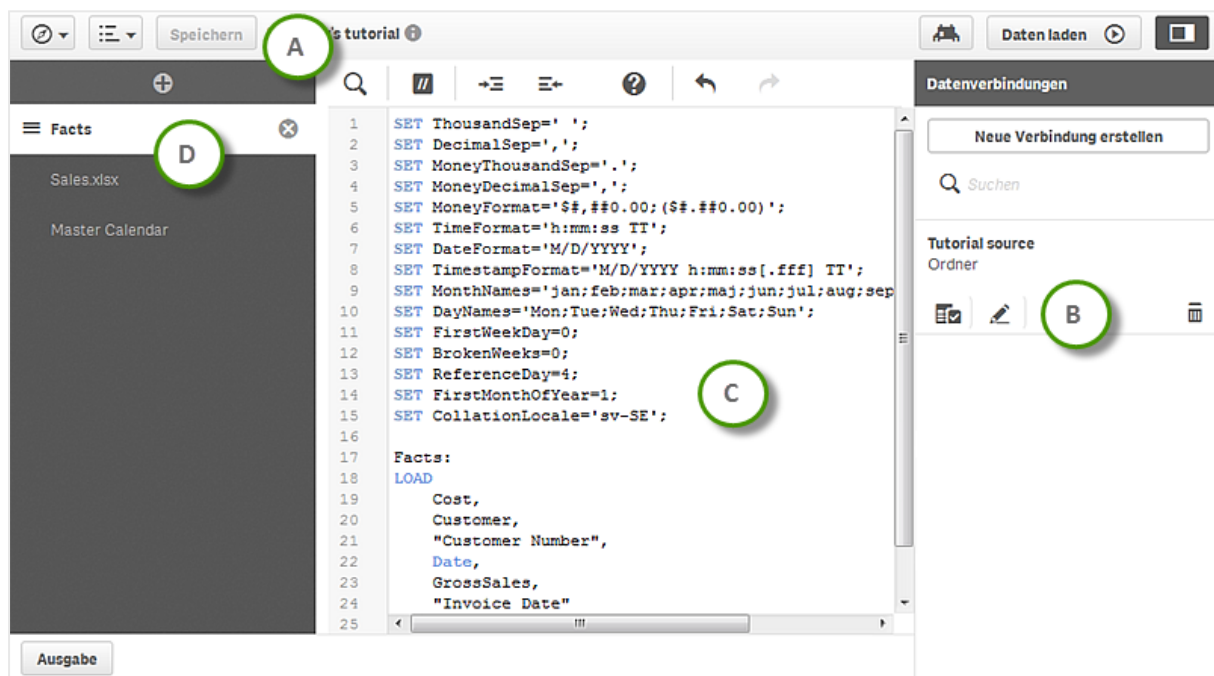 Speichern
A
's tutorial
Daten laden
Facts
D
Sales.xlsx
Master Calendar
1 SET ThousandSep=' ';
2 SET DecimalSep=',';
3 SET MoneyThousandSep='.';
4 SET MoneyDecimalSep=',';
5 SET MoneyFormat='$#,##0.00;($#.##0.00)';
6 SET TimeFormat='h:mm:ss TT';
7 SET DateFormat='M/D/YYYY';
8 SET TimestampFormat='M/D/YYYY h:mm:ss[.fff] TT';
9 SET MonthNames='jan;feb;mar;apr;maj;jun;jul;aug;sep
10 SET DayNames='Mon;Tue;Wed;Thu;Fri;Sat;Sun';
11 SET FirstWeekDay=0;
12 SET BrokenWeeks=0;
13 SET ReferenceDay=4;
14 SET FirstMonthOfYear=1;
15 SET CollationLocale='sv-SE';
16
17 Facts:
18 LOAD
19 Cost,
20 Customer,
21 "Customer Number",
22 Date,
23 GrossSales,
24 "Invoice Date"
25
C
Datenverbindungen
Neue Verbindung erstellen
Suchen
Tutorial source
Ordner
B
Ausgabe